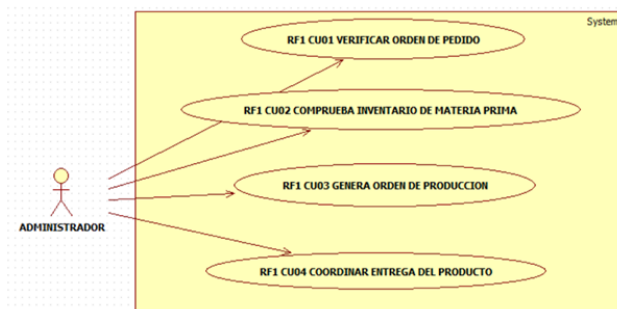 System
RF1 CU01 VERIFICAR ORDEN DE PEDIDO
RF1 CU02 COMPRUEBA INVENTARIO DE MATERIA PRIMA
RF1 CU03 GENERA ORDEN DE PRODUCCION
ADMINISTRADOR
RF1 CU04 COORDINAR ENTREGA DEL PRODUCTO